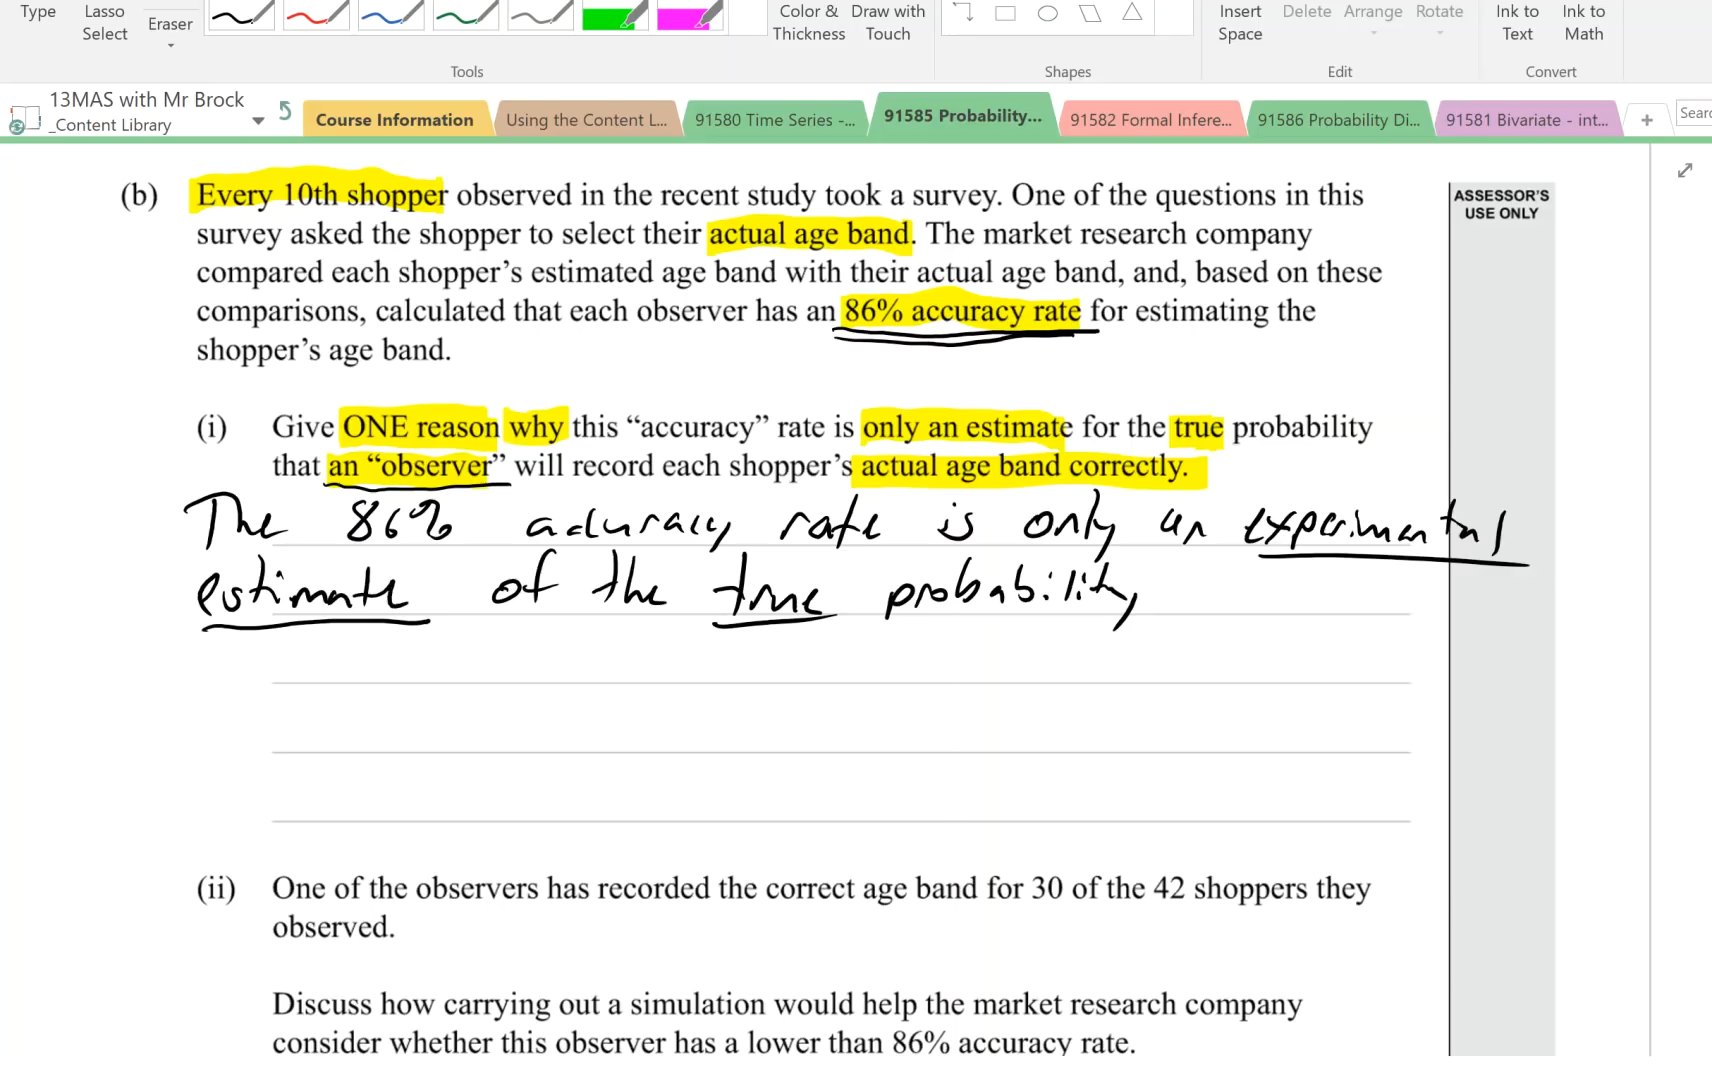 Type
Lasso
Select
Eraser
Color &
Thickness
Draw with
Touch
Insert
Space
Delete
Arrange
Rotate
Ink to
Text
Ink to
Math
Tools
Shapes
Edit
Convert
13MAS with Mr Brock
_Content Library
Course Information
Using the Content L...
91580 Time Series -...
91585 Probability...
91582 Formal Infere...
91586 Probability Di...
91581 Bivariate - int...
+
Searc
(b) Every 10th shopper observed in the recent study took a survey. One of the questions in this
survey asked the shopper to select their actual age band. The market research company
compared each shopper’s estimated age band with their actual age band, and, based on these
comparisons, calculated that each observer has an 86% accuracy rate for estimating the
shopper’s age band.
ASSESSOR’S
USE ONLY
(i) Give ONE reason why this “accuracy” rate is only an estimate for the true probability
that an “observer” will record each shopper’s actual age band correctly.
The 86% accuracy rate is only an experimental
estimate of the true probability
(ii) One of the observers has recorded the correct age band for 30 of the 42 shoppers they
observed.
Discuss how carrying out a simulation would help the market research company
consider whether this observer has a lower than 86% accuracy rate.